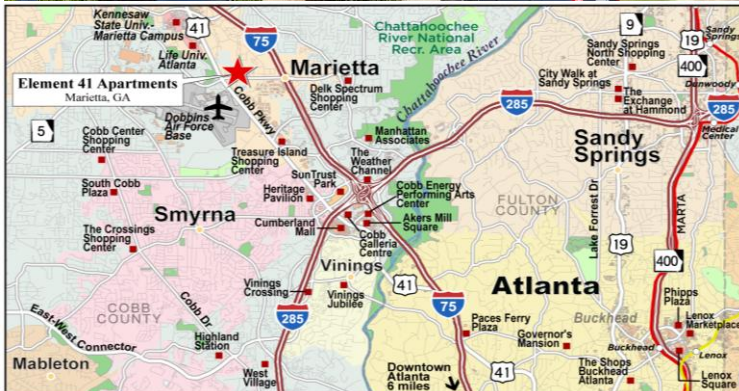 Kennesaw
State Univ.-
Marietta Campus
41
Life Univ.
Atlanta
75
Marietta
Element 41 Apartments
Marietta, GA
Cobb Pkwy
Dobbins
Air Force
Base
Delk Spectrum
Shopping
Center
Chattahoochee
River National
Recr. Area
Chattahoochee River
9
19
Sandy
Springs
400
Sandy Springs
North Shopping
Center
City Walk at
Sandy Springs
Dunwoody
The
Exchange
at Hammond
285
285
Medical
Center
5
Cobb Center
Shopping
Center
Treasure Island
Shopping
Center
Manhattan
Associates
The
Weather
Channel
Sandy
Springs
South Cobb
Plaza
SunTrust
Park
Heritage
Pavilion
Cobb Energy
Performing Arts
Center
FULTON
COUNTY
Lake Forrest Dr
MARTA
Smyrna
Cumberland
Mall
Akers Mill
Square
Cobb
Galleria
Centre
The Crossings
Shopping
Center
19
400
Vinings
41
Atlanta
Vinings
Crossing
Vinings
Jubilee
COBB
COUNTY
Cobb Dr
East-West Connector
285
75
Phipps
Plaza
Buckhead
Lenox
Marketplace
Paces Ferry
Plaza
Governor's
Mansion
Buckhead
Lenox
Highland
Station
Mableton
West
Village
Downtown
Atlanta
6 miles
41
The Shops
Buckhead
Atlanta
Lenox
Square